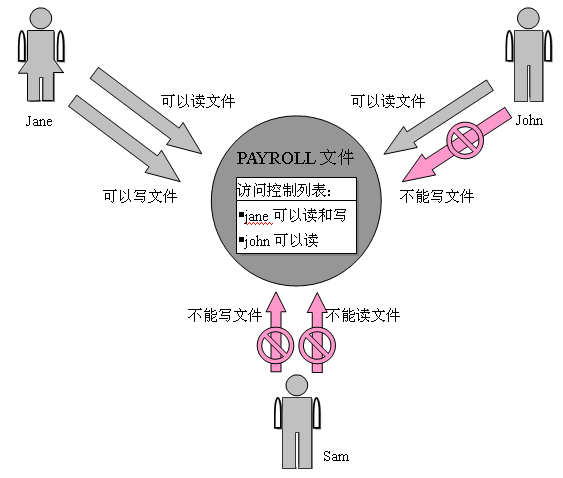 Jane
John
可以读文件
可以读文件
可以写文件
不能写文件
PAYROLL 文件
访问控制列表：
▪jane 可以读和写
▪john 可以读
不能写文件
不能读文件
Sam